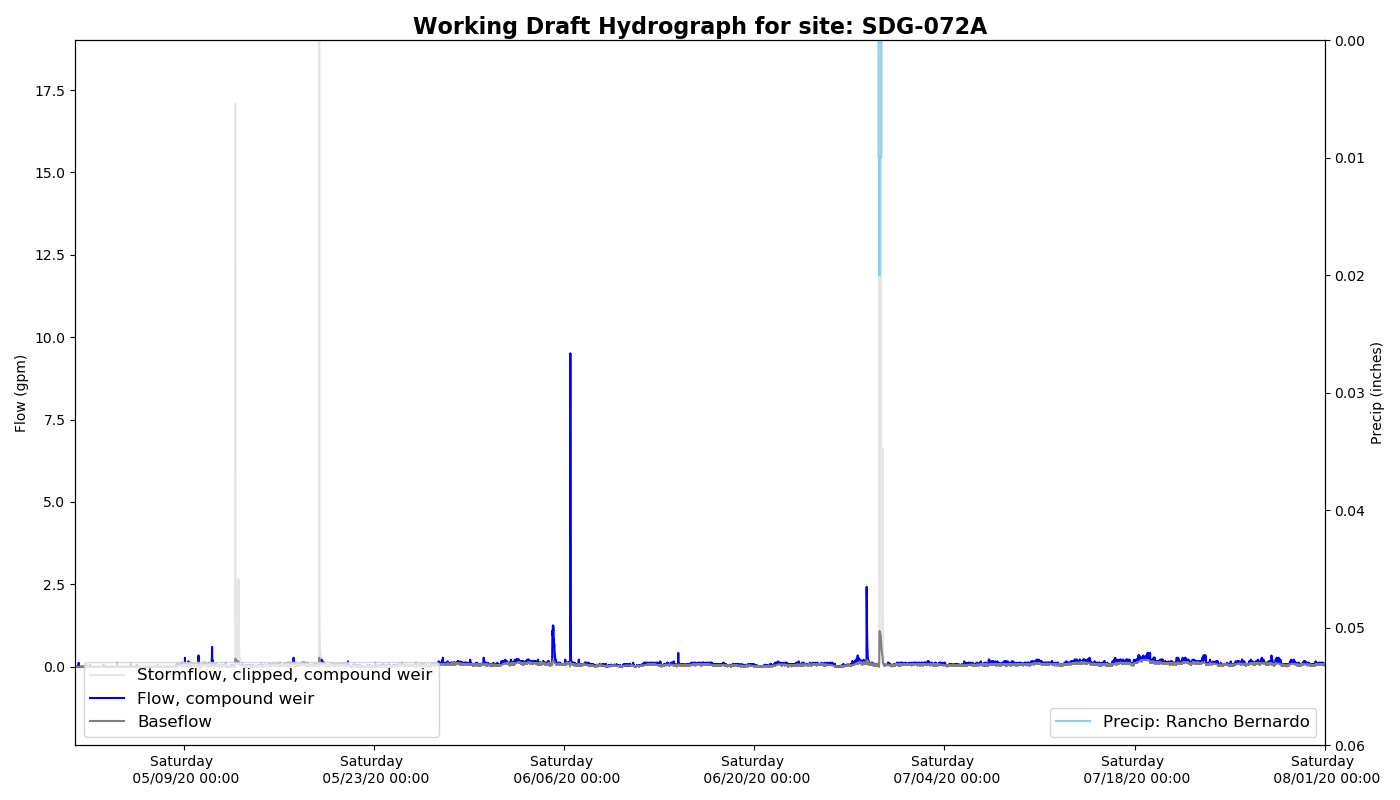 Working Draft Hydrograph for site: SDG-072A
17.5
15.0
12.5
10.0
7.5
5.0
2.5
0.0
Flow (gpm)
0.00
0.01
0.02
0.03
0.04
0.05
0.06
Precip (inches)
Stormflow, clipped, compound weir
Flow, compound weir
Baseflow
Precip: Rancho Bernardo
Saturday
05/09/20 00:00
Saturday
05/23/20 00:00
Saturday
06/06/20 00:00
Saturday
06/20/20 00:00
Saturday
07/04/20 00:00
Saturday
07/18/20 00:00
Saturday
08/01/20 00:00